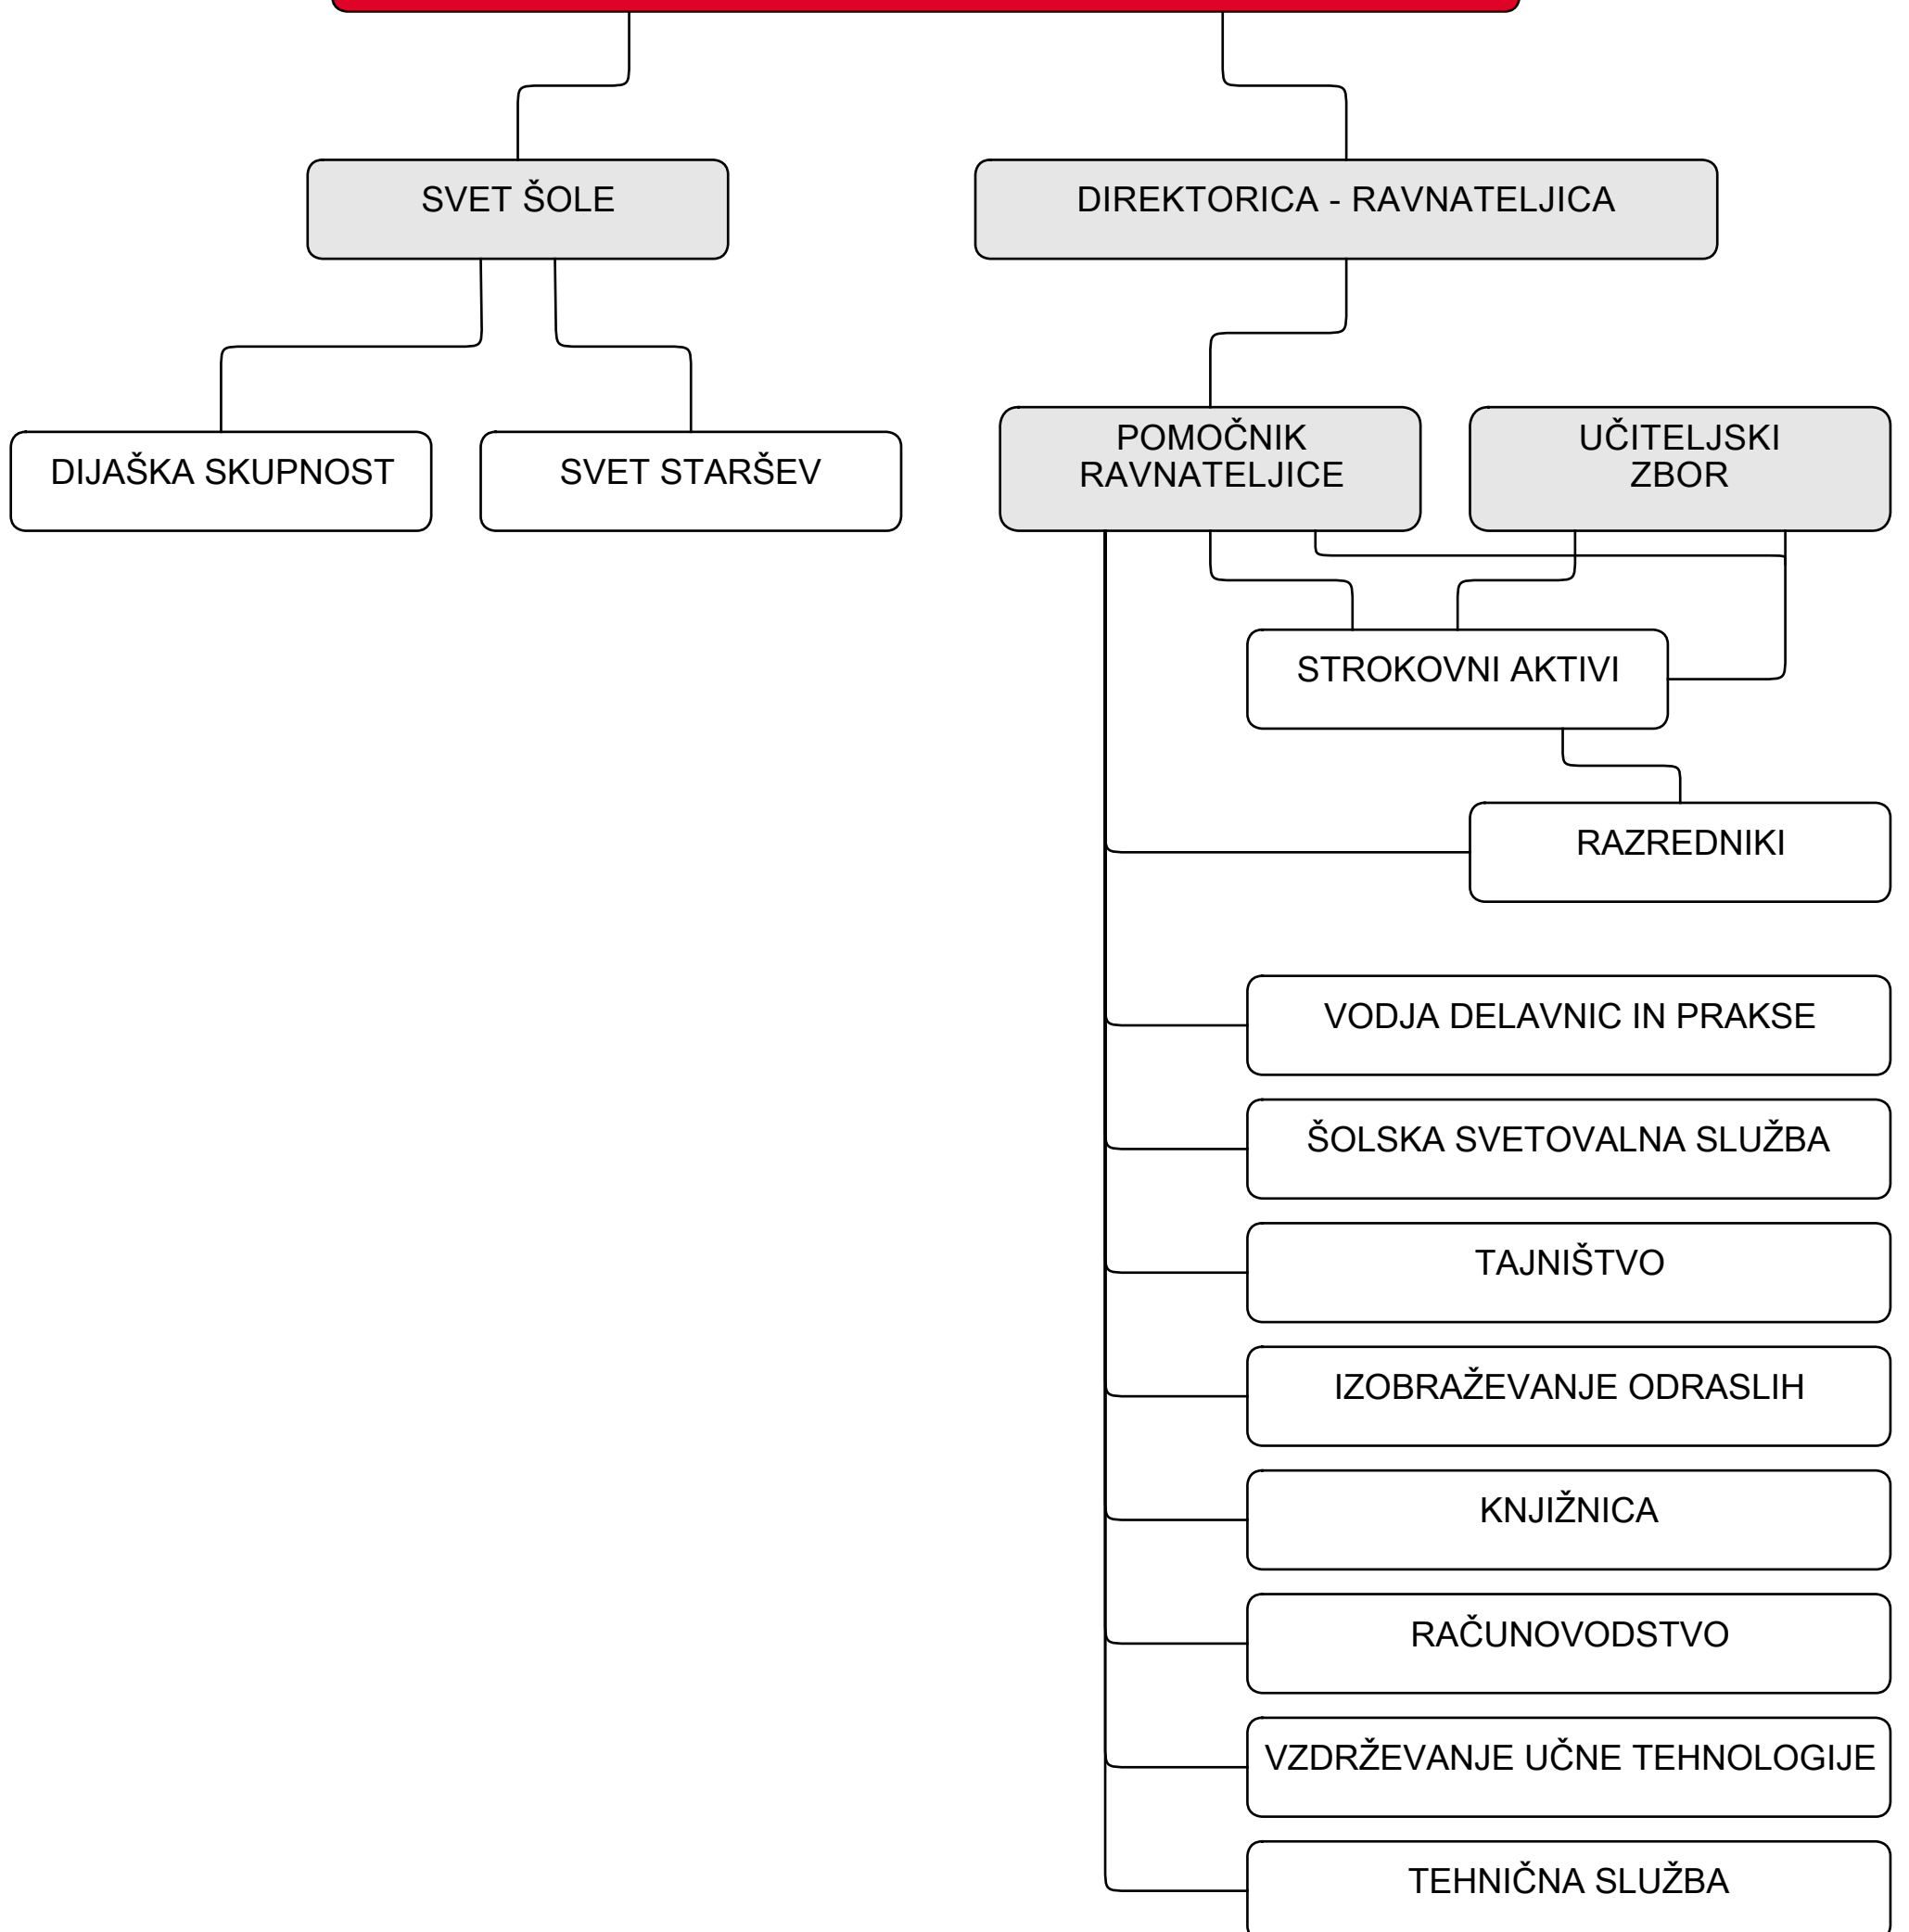 SVET ŠOLE
DIREKTORICA - RAVNATELJICA
DIJAŠKA SKUPNOST
SVET STARŠEV
POMOČNIK
RAVNATELJICE
UČITELJSKI
ZBOR
STROKOVNI AKTIVI
RAZREDNIKI
VODJA DELAVNIC IN PRAKSE
ŠOLSKA SVETOVALNA SLUŽBA
TAJNIŠTVO
IZOBRAŽEVANJE ODRASLIH
KNJIŽNICA
RAČUNOVODSTVO
VZDRŽEVANJE UČNE TEHNOLOGIJE
TEHNIČNA SLUŽBA